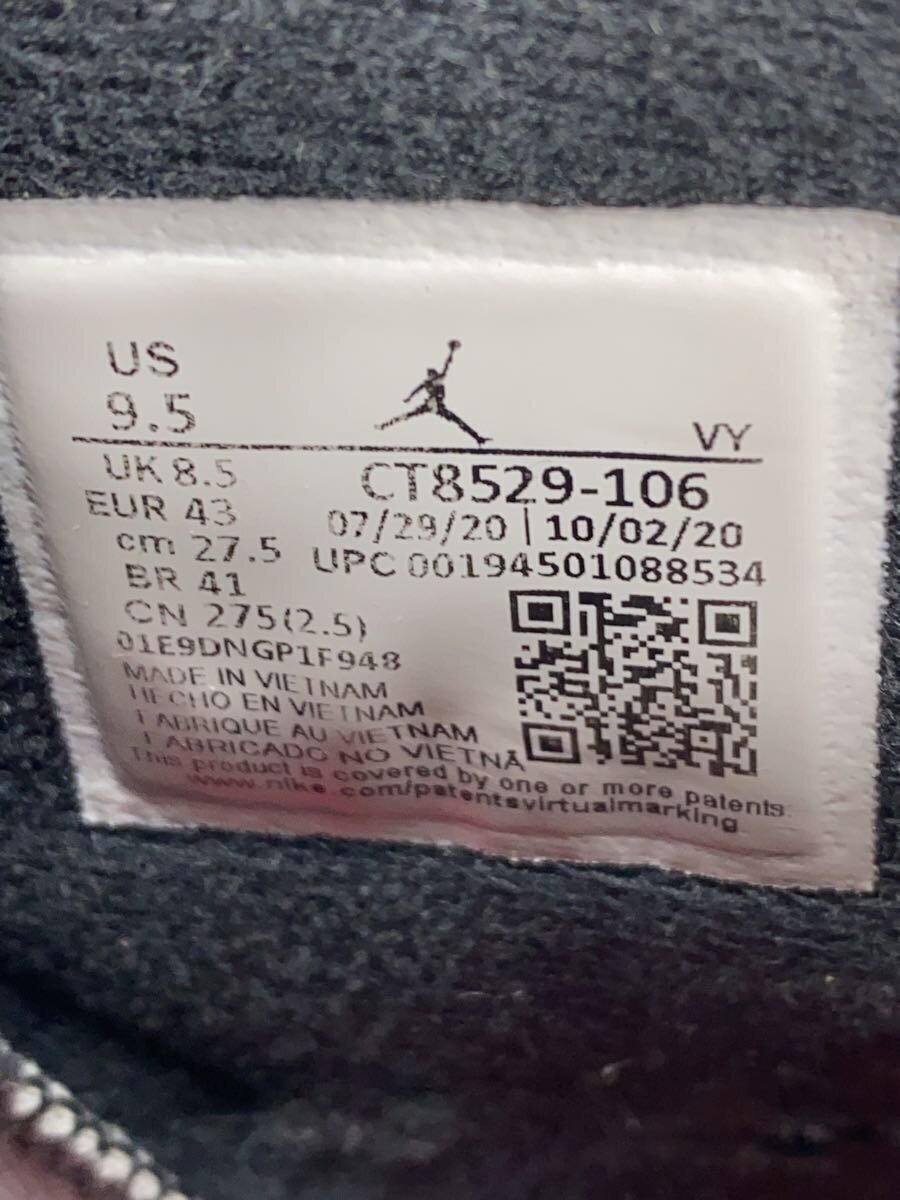 US
9.5
VY
UK 8.5
EUR 43
cm 27.5
BR 41
CN 275(2.5)
CT8529-106
07/29/20 | 10/02/20
UPC 00194501088534
01E9DNGP1F948
MADE IN VIETNAM
HECHO EN VIETNAM
FABRIQUE AU VIETNAM
FABRICADO NO VIETNÃ
This product is covered by one or more patents.
www.nike.com/patentsvirtualmarking